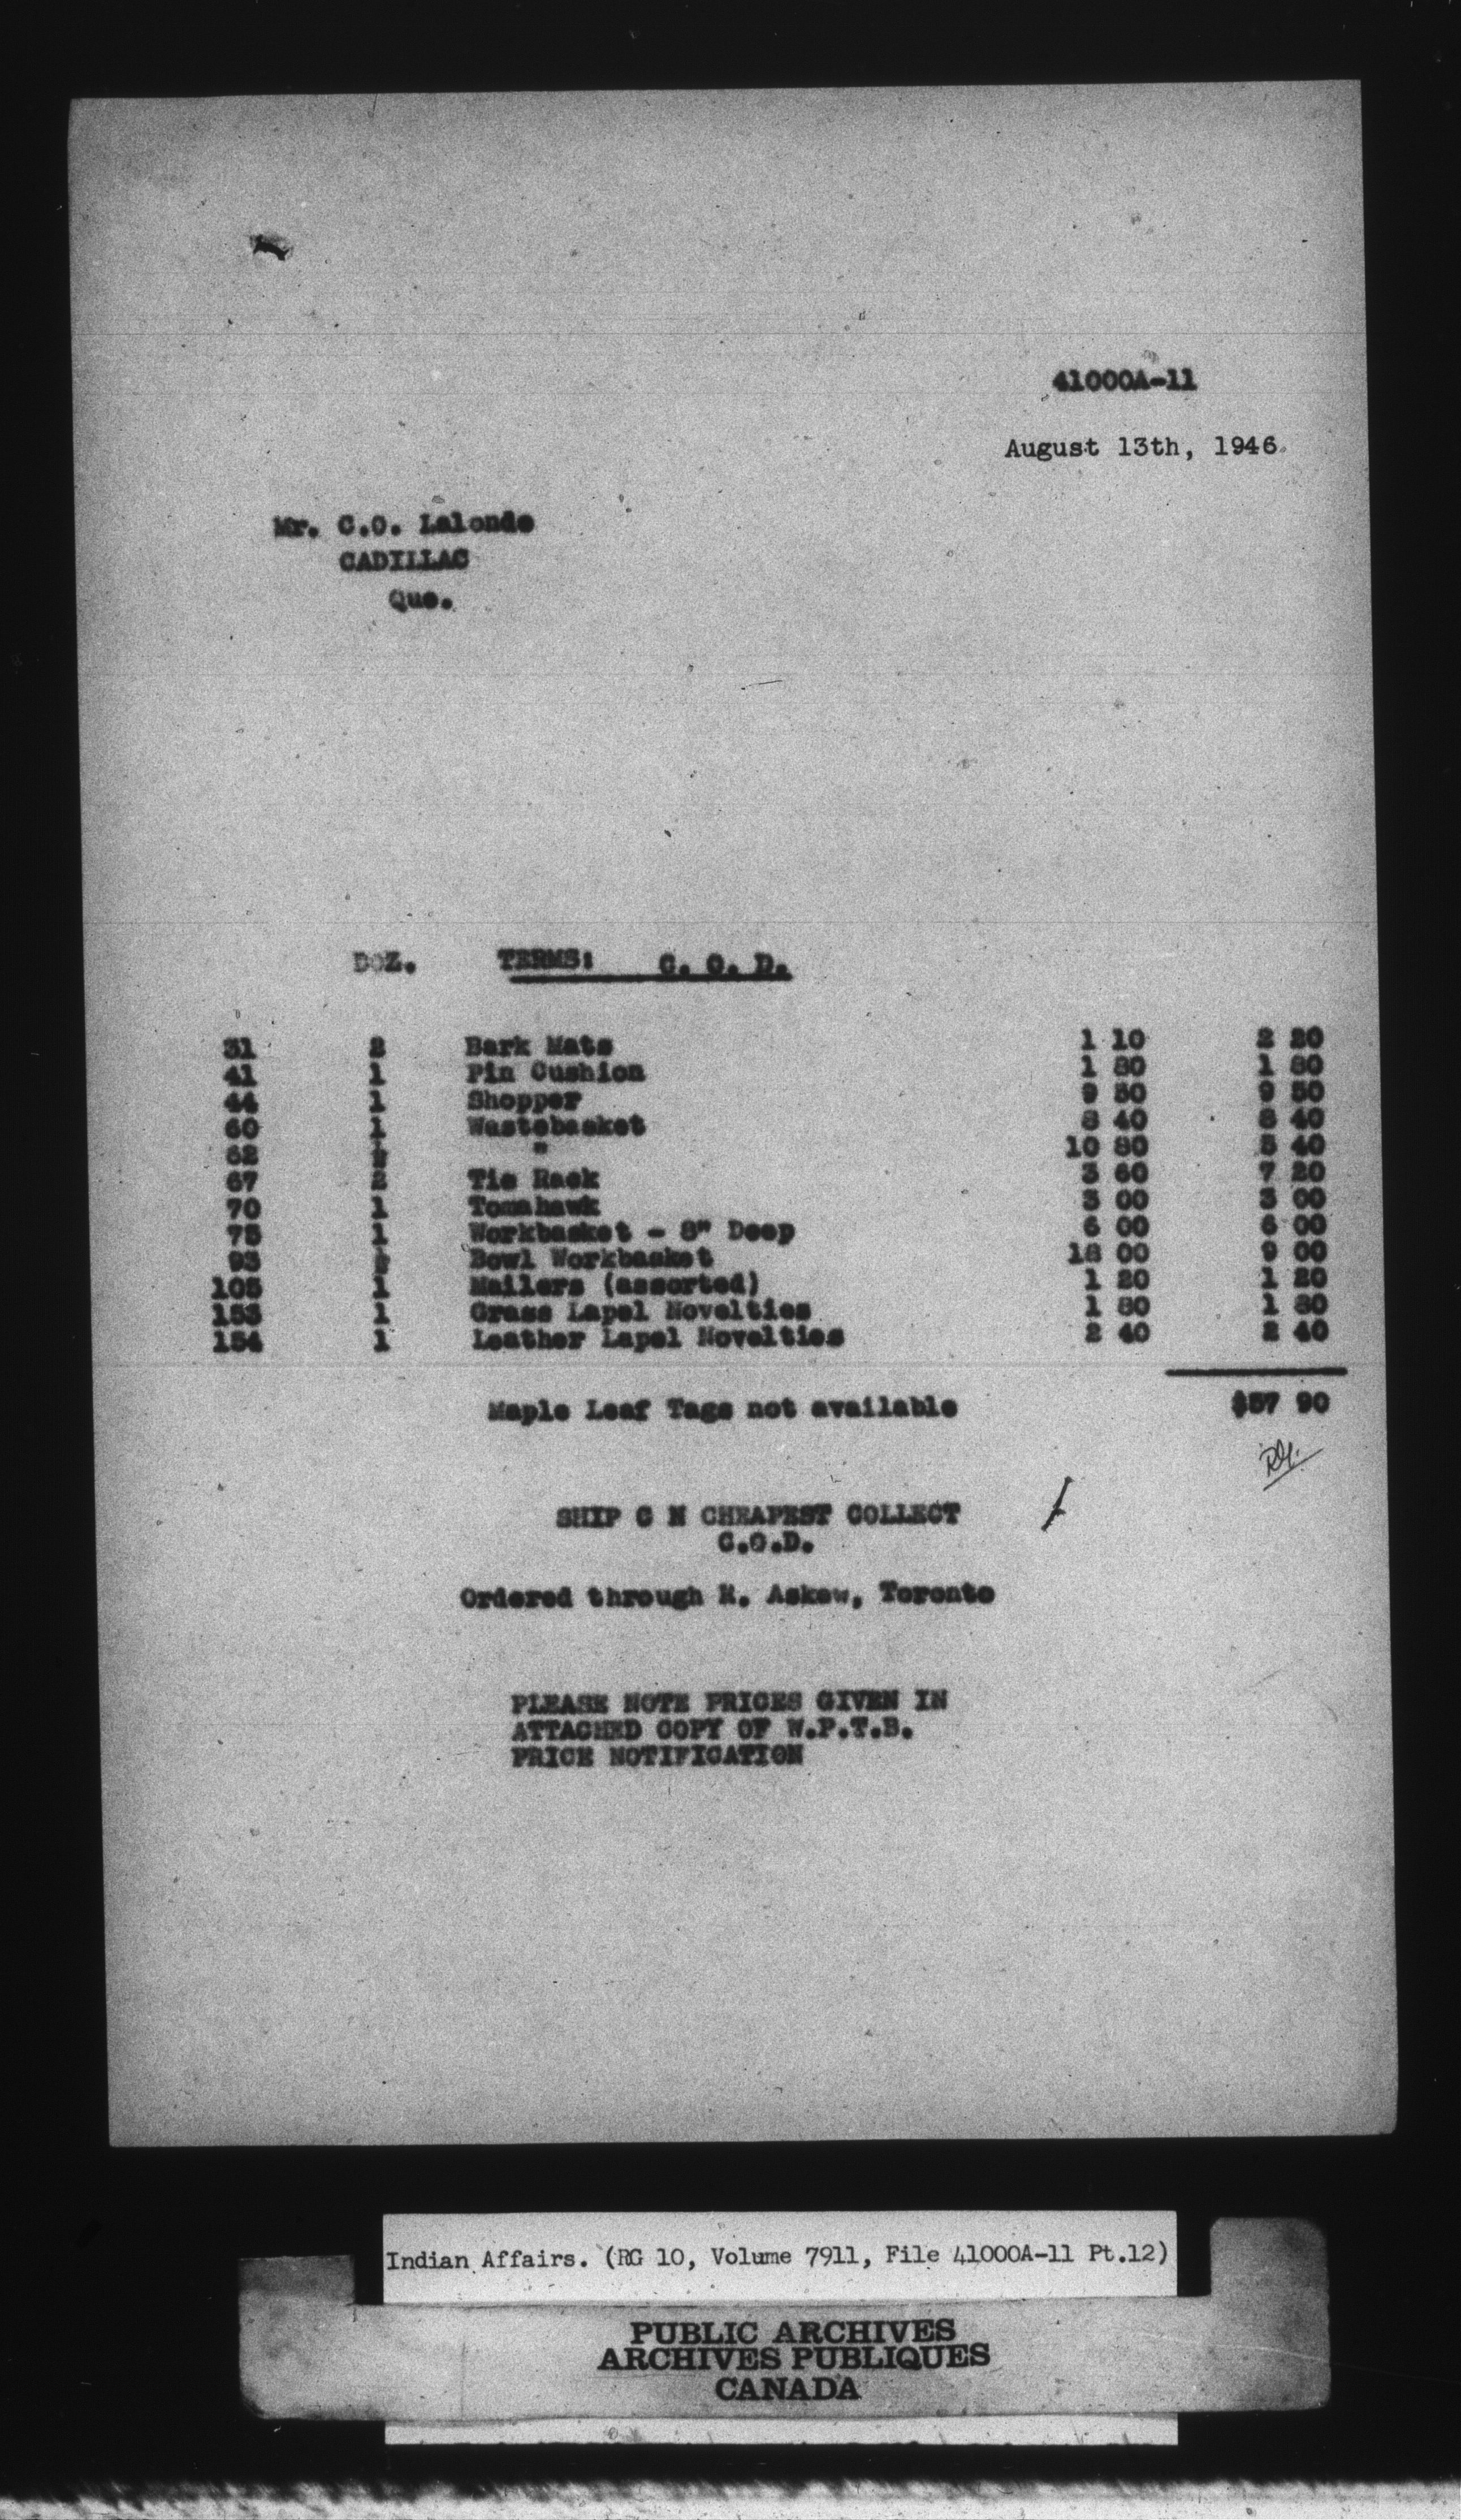 41000A-11
August 13th, 1946.
Mr. C.O. Lalonde
CADILLAC
Que.
DOZ. TERMS: C. O. D.
31 2 Bark Mats 1 10 2 20
41 1 Pin Cushion 1 80 1 80
44 1 Shopper 9 50 9 50
60 1 Wastebasket 8 40 8 40
62 ½ " 10 80 5 40
67 2 Tie Rack 3 60 7 20
70 1 Tomahawk 3 00 3 00
75 1 Workbasket - 8" Deep 6 00 6 00
93 ½ Bowl Workbasket 18 00 9 00
105 1 Mailers (assorted) 1 20 1 20
153 1 Grass Lapel Novelties 1 80 1 80
154 1 Leather Lapel Novelties 2 40 2 40
Maple Leaf Tags not available $57 90
SHIP C N CHEAPEST COLLECT
C.O.D.
Ordered through R. Askew, Toronto
PLEASE NOTE PRICES GIVEN IN
ATTACHED COPY OF W.P.T.B.
PRICE NOTIFICATION
Indian Affairs. (RG 10, Volume 7911, File 41000A-11 Pt.12)
PUBLIC ARCHIVES
ARCHIVES PUBLIQUES
CANADA